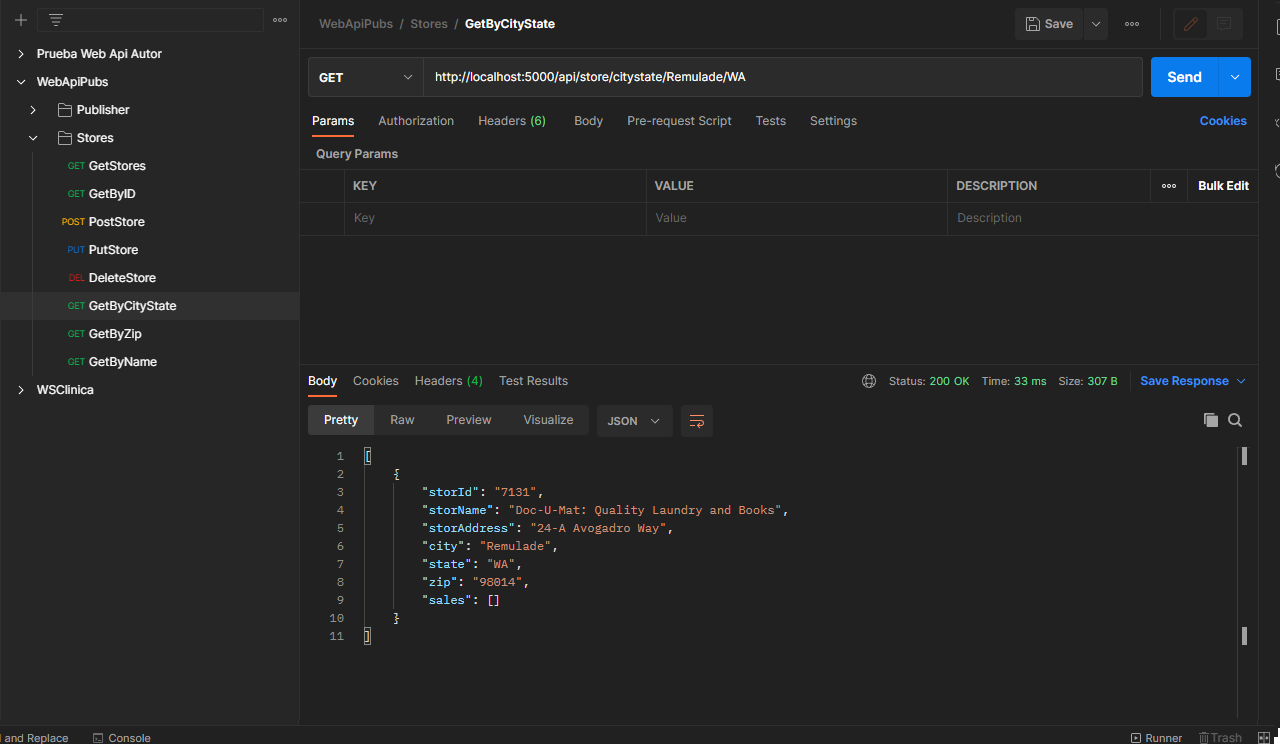 WebApiPubs / Stores / GetByCityState
Save
Prueba Web Api Autor
WebApiPubs
Publisher
Stores
GET GetStores
GET GetByID
POST PostStore
PUT PutStore
DEL DeleteStore
GET GetByCityState
GET GetByZip
GET GetByName
WSClinica
GET http://localhost:5000/api/store/citystate/Remulade/WA Send
Params Authorization Headers (6) Body Pre-request Script Tests Settings Cookies
Query Params
KEY VALUE DESCRIPTION Bulk Edit
Key Value Description
Body Cookies Headers (4) Test Results Status: 200 OK Time: 33 ms Size: 307 B Save Response
Pretty Raw Preview Visualize JSON
1 [
2 {
3 "storId": "7131",
4 "storName": "Doc-U-Mat: Quality Laundry and Books",
5 "storAddress": "24-A Avogadro Way",
6 "city": "Remulade",
7 "state": "WA",
8 "zip": "98014",
9 "sales": []
10 }
11 ]
and Replace Console Runner Trash